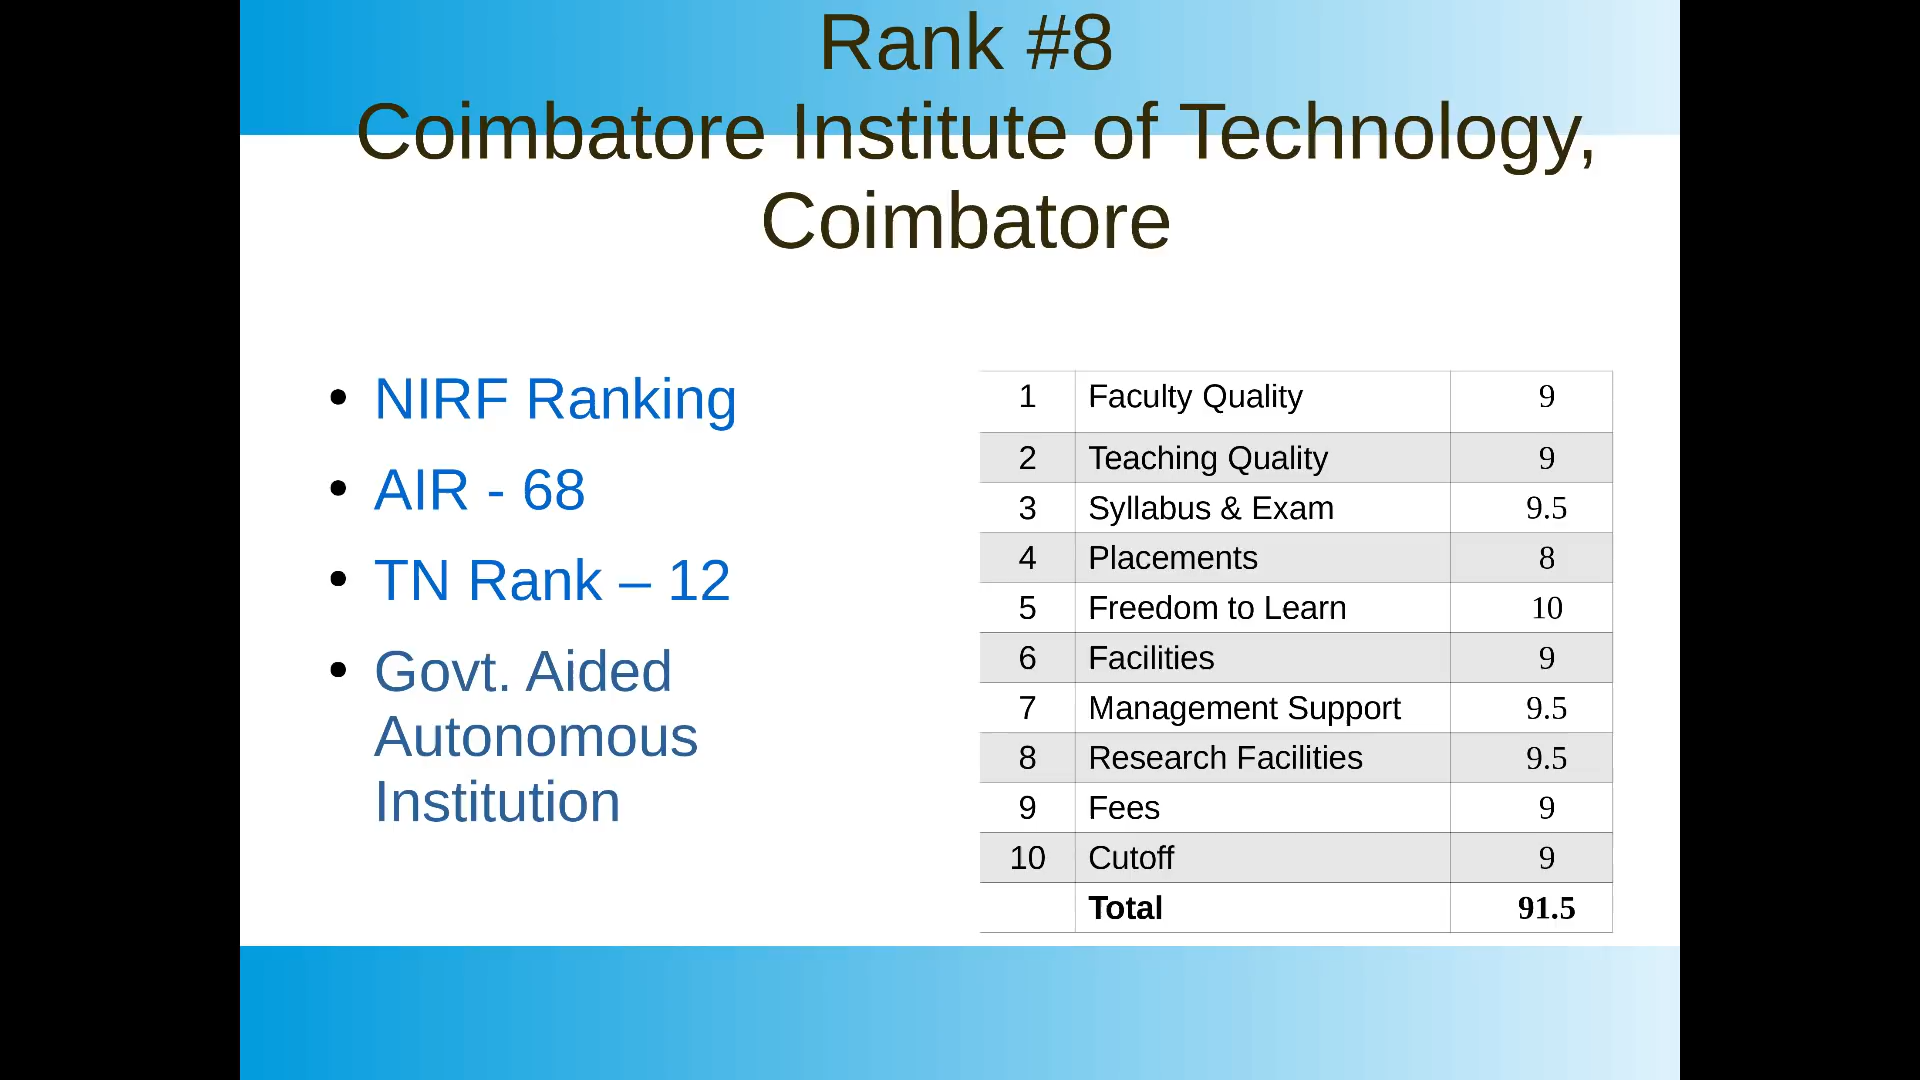 Rank #8
Coimbatore Institute of Technology,
Coimbatore
• NIRF Ranking
• AIR - 68
• TN Rank – 12
• Govt. Aided
Autonomous
Institution
1 Faculty Quality 9
2 Teaching Quality 9
3 Syllabus & Exam 9.5
4 Placements 8
5 Freedom to Learn 10
6 Facilities 9
7 Management Support 9.5
8 Research Facilities 9.5
9 Fees 9
10 Cutoff 9
Total 91.5